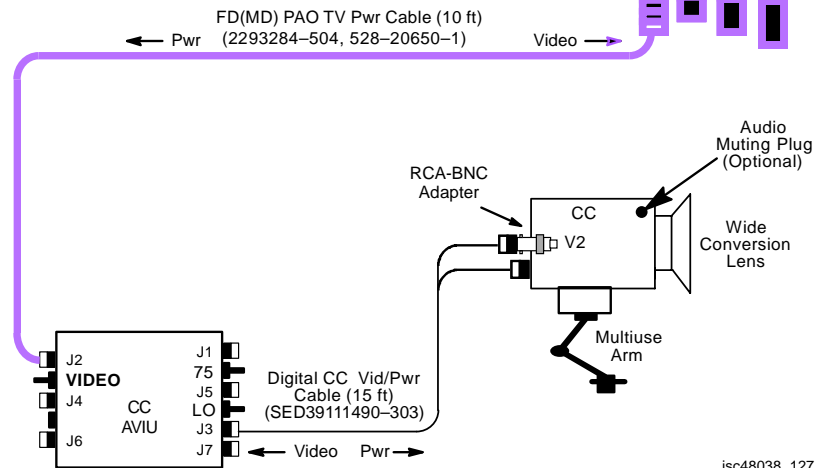 FD(MD) PAO TV Pwr Cable (10 ft)
Pwr (2293284–504, 528–20650–1) Video
Audio
Muting Plug
(Optional)
RCA-BNC
Adapter
CC
V2
Wide
Conversion
Lens
Multiuse
Arm
J2
VIDEO
J4
J6
CC
AVIU
J1
75
J5
LO
J3
J7
Digital CC Vid/Pwr
Cable (15 ft)
(SED39111490–303)
Video Pwr
jsc48038_127